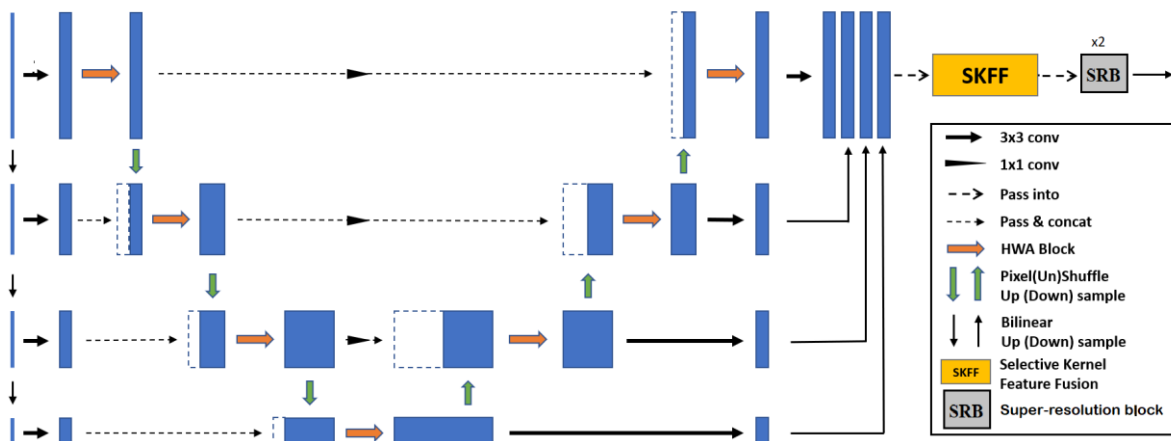 x2
SKFF
SRB
3x3 conv
1x1 conv
Pass into
Pass & concat
HWA Block
Pixel(Un)Shuffle
Up (Down) sample
Bilinear
Up (Down) sample
SKFF
Selective Kernel
Feature Fusion
SRB
Super-resolution block